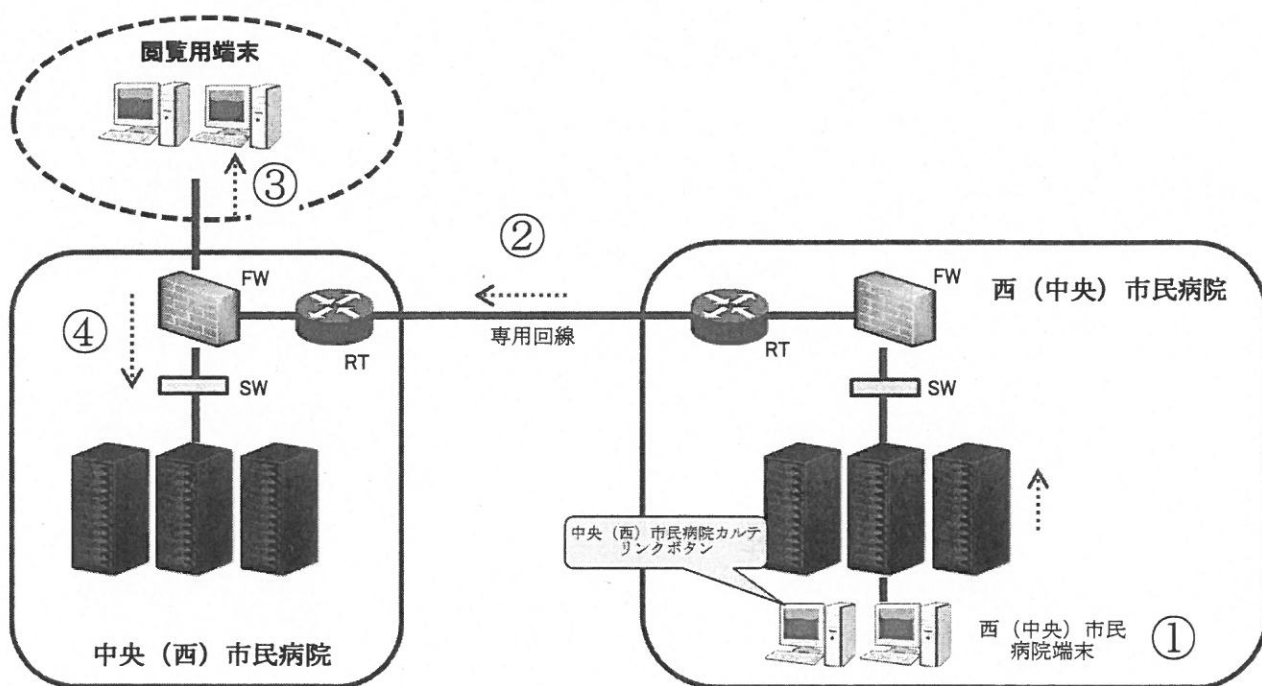 閲覧用端末
③
②
FW
FW
西（中央）市民病院
④
RT
専用回線
RT
SW
SW
中央（西）市民病院カルテ
リンクボタン
中央（西）市民病院
西（中央）市民
病院端末
①